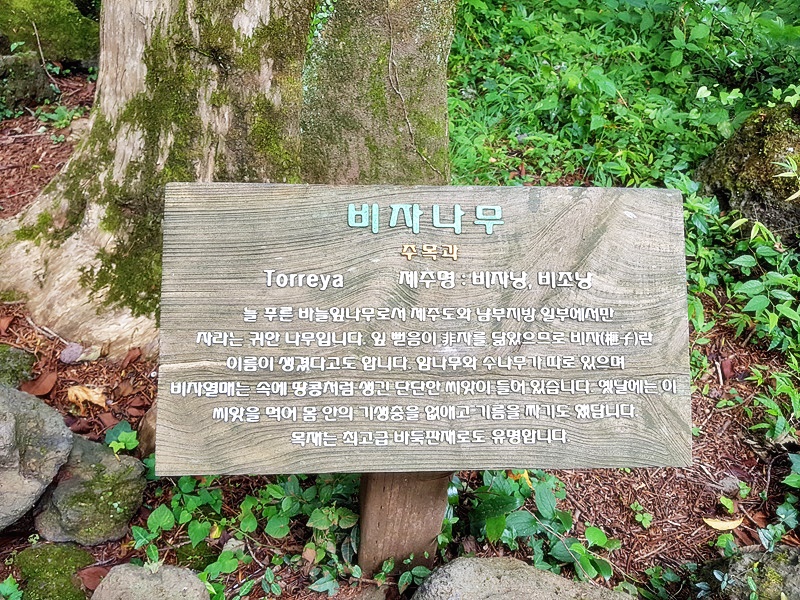 비자나무
주목과
Torreya 제주명 : 비자낭, 비조낭
늘 푸른 바늘잎나무로서 제주도와 남부지방 일부에서만
자라는 귀한 나무입니다. 잎 뻗음이 非자를 닮았으므로 비자(榧子)란
이름이 생겼다고도 합니다. 암나무와 수나무가 따로 있으며
비자열매는 속에 땅콩처럼 생긴 단단한 씨앗이 들어 있습니다. 옛날에는 이
씨앗을 먹어 몸 안의 기생충을 없애고 기름을 짜기도 했답니다.
목재는 최고급 바둑판재로도 유명합니다.